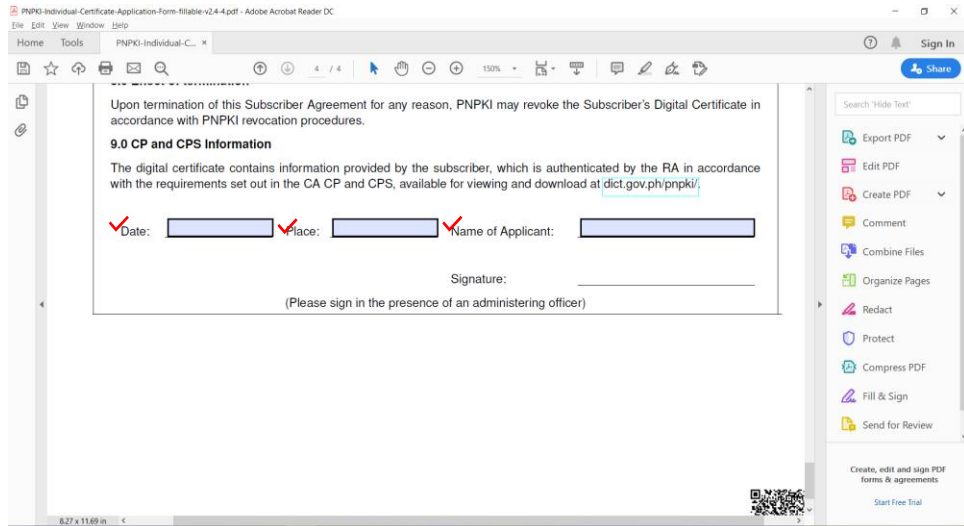 PNPKI-Individual-Certificate-Application-Form-fillable-v2.4-4.pdf - Adobe Acrobat Reader DC
File Edit View Window Help
Home Tools PNPKI-Individual-C... × Sign In
4 / 4 150% Share
Upon termination of this Subscriber Agreement for any reason, PNPKI may revoke the Subscriber's Digital Certificate in
accordance with PNPKI revocation procedures.
9.0 CP and CPS Information
The digital certificate contains information provided by the subscriber, which is authenticated by the RA in accordance
with the requirements set out in the CA CP and CPS, available for viewing and download at dict.gov.ph/pnpki/.
Date: Place: Name of Applicant:
Signature:
(Please sign in the presence of an administering officer)
Search 'Hide Text'
Export PDF
Edit PDF
Create PDF
Comment
Combine Files
Organize Pages
Redact
Protect
Compress PDF
Fill & Sign
Send for Review
Create, edit and sign PDF
forms & agreements
Start Free Trial
8.27 x 11.69 in